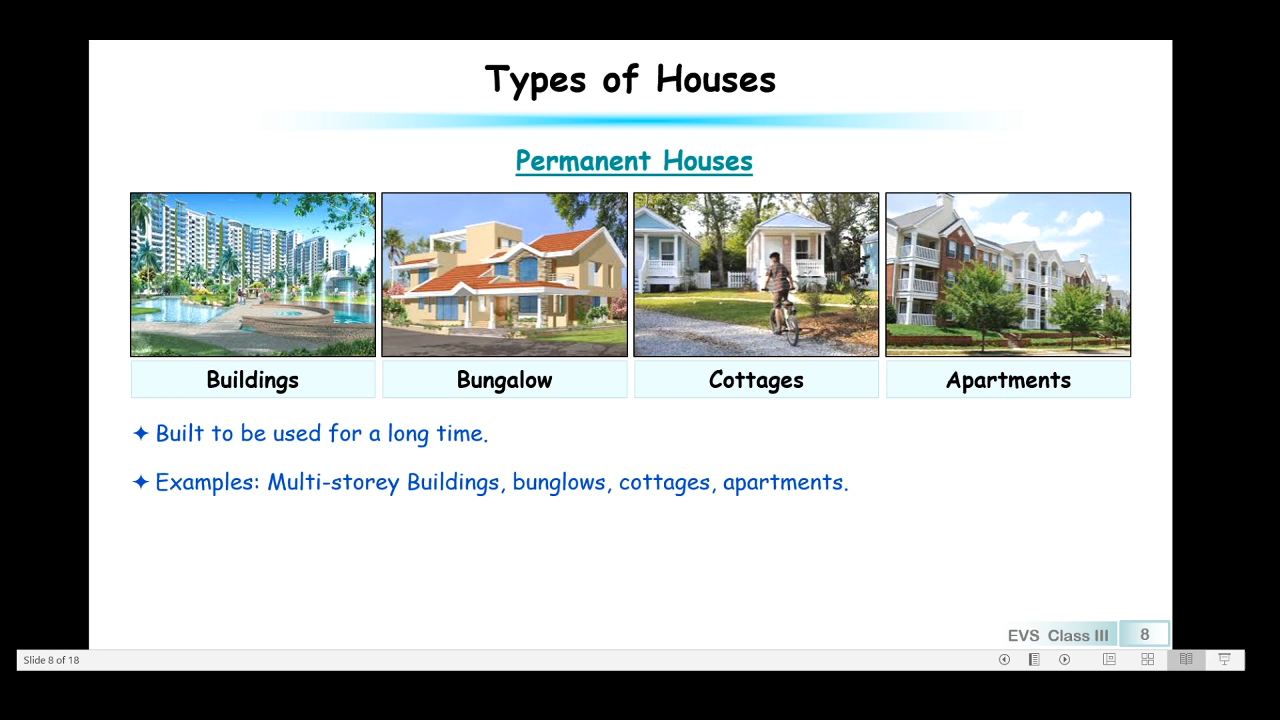 Types of Houses
Permanent Houses
Buildings
Bungalow
Cottages
Apartments
✦ Built to be used for a long time.
✦ Examples: Multi-storey Buildings, bunglows, cottages, apartments.
EVS Class III
8
Slide 8 of 18